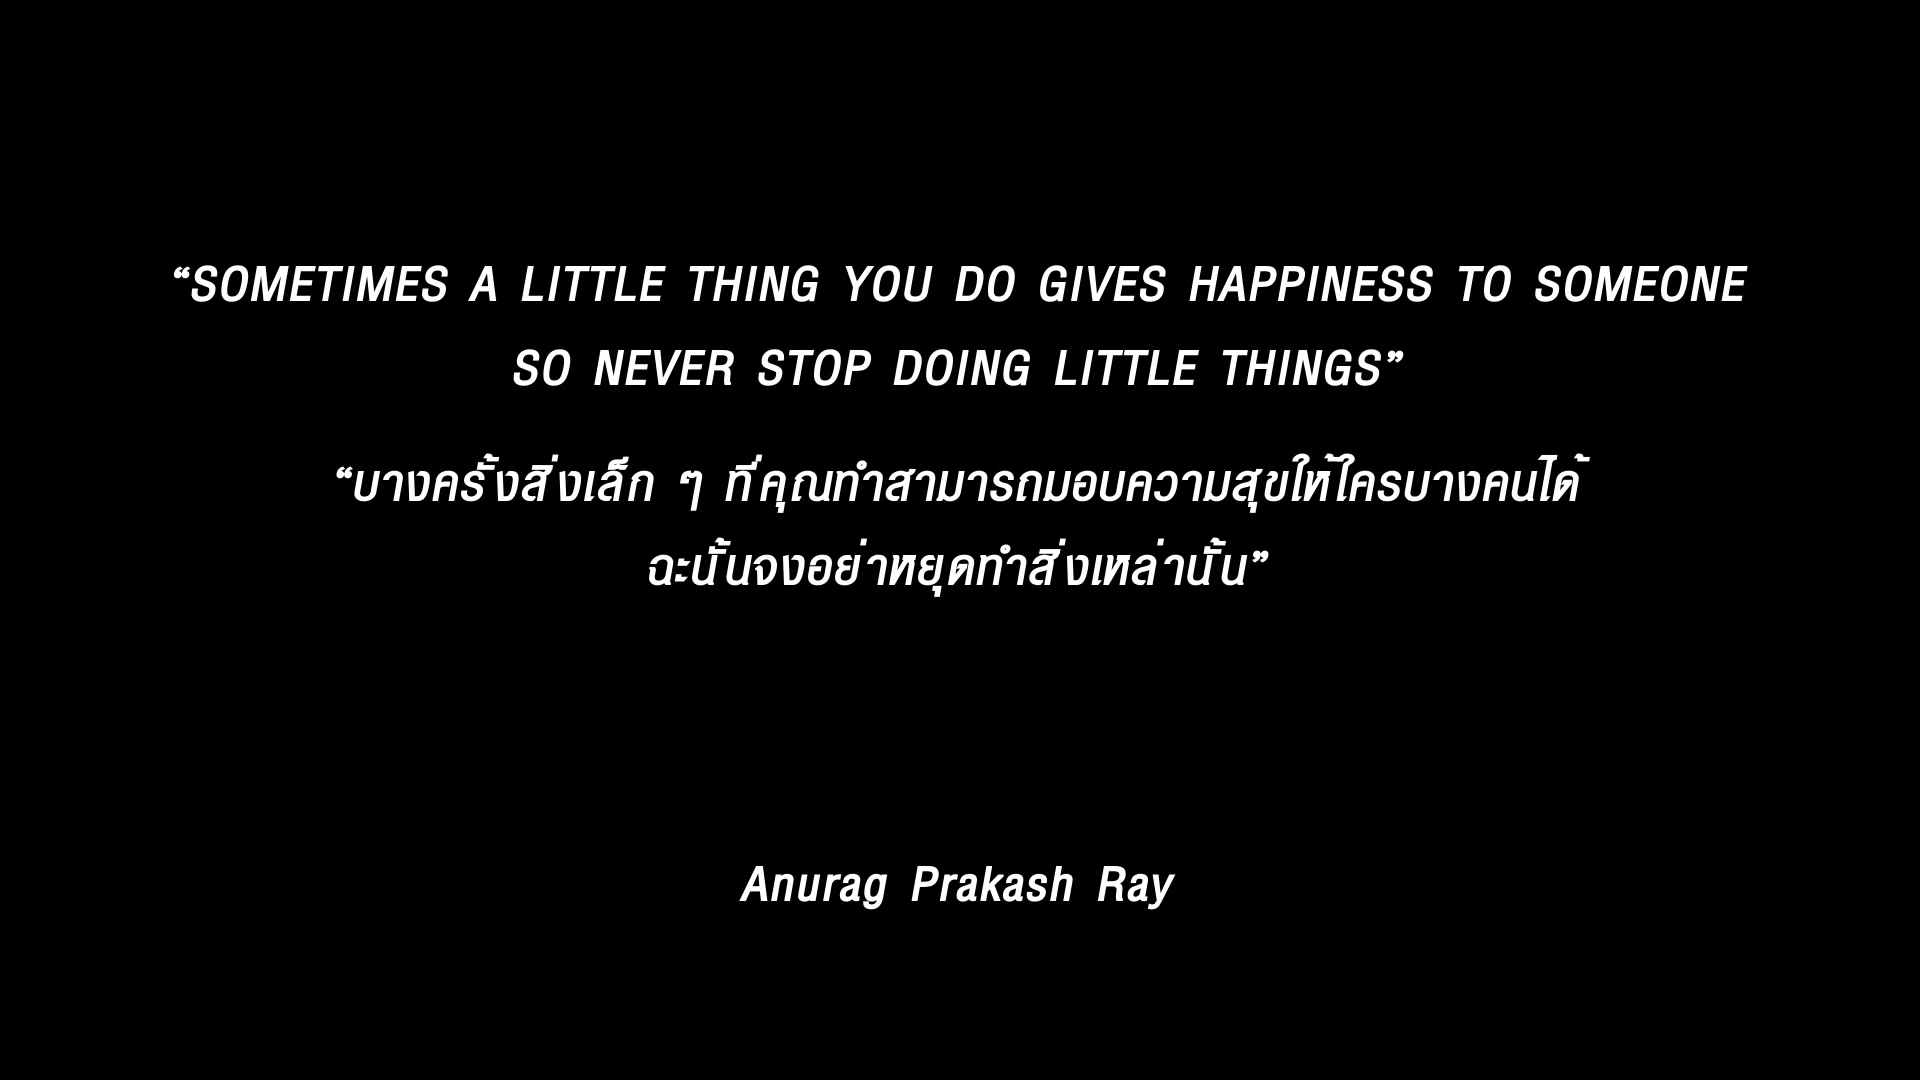 “SOMETIMES A LITTLE THING YOU DO GIVES HAPPINESS TO SOMEONE
SO NEVER STOP DOING LITTLE THINGS”
“บางครั้งสิ่งเล็ก ๆ ที่คุณทำสามารถมอบความสุขให้ใครบางคนได้
ฉะนั้นจงอย่าหยุดทำสิ่งเหล่านั้น”
Anurag Prakash Ray